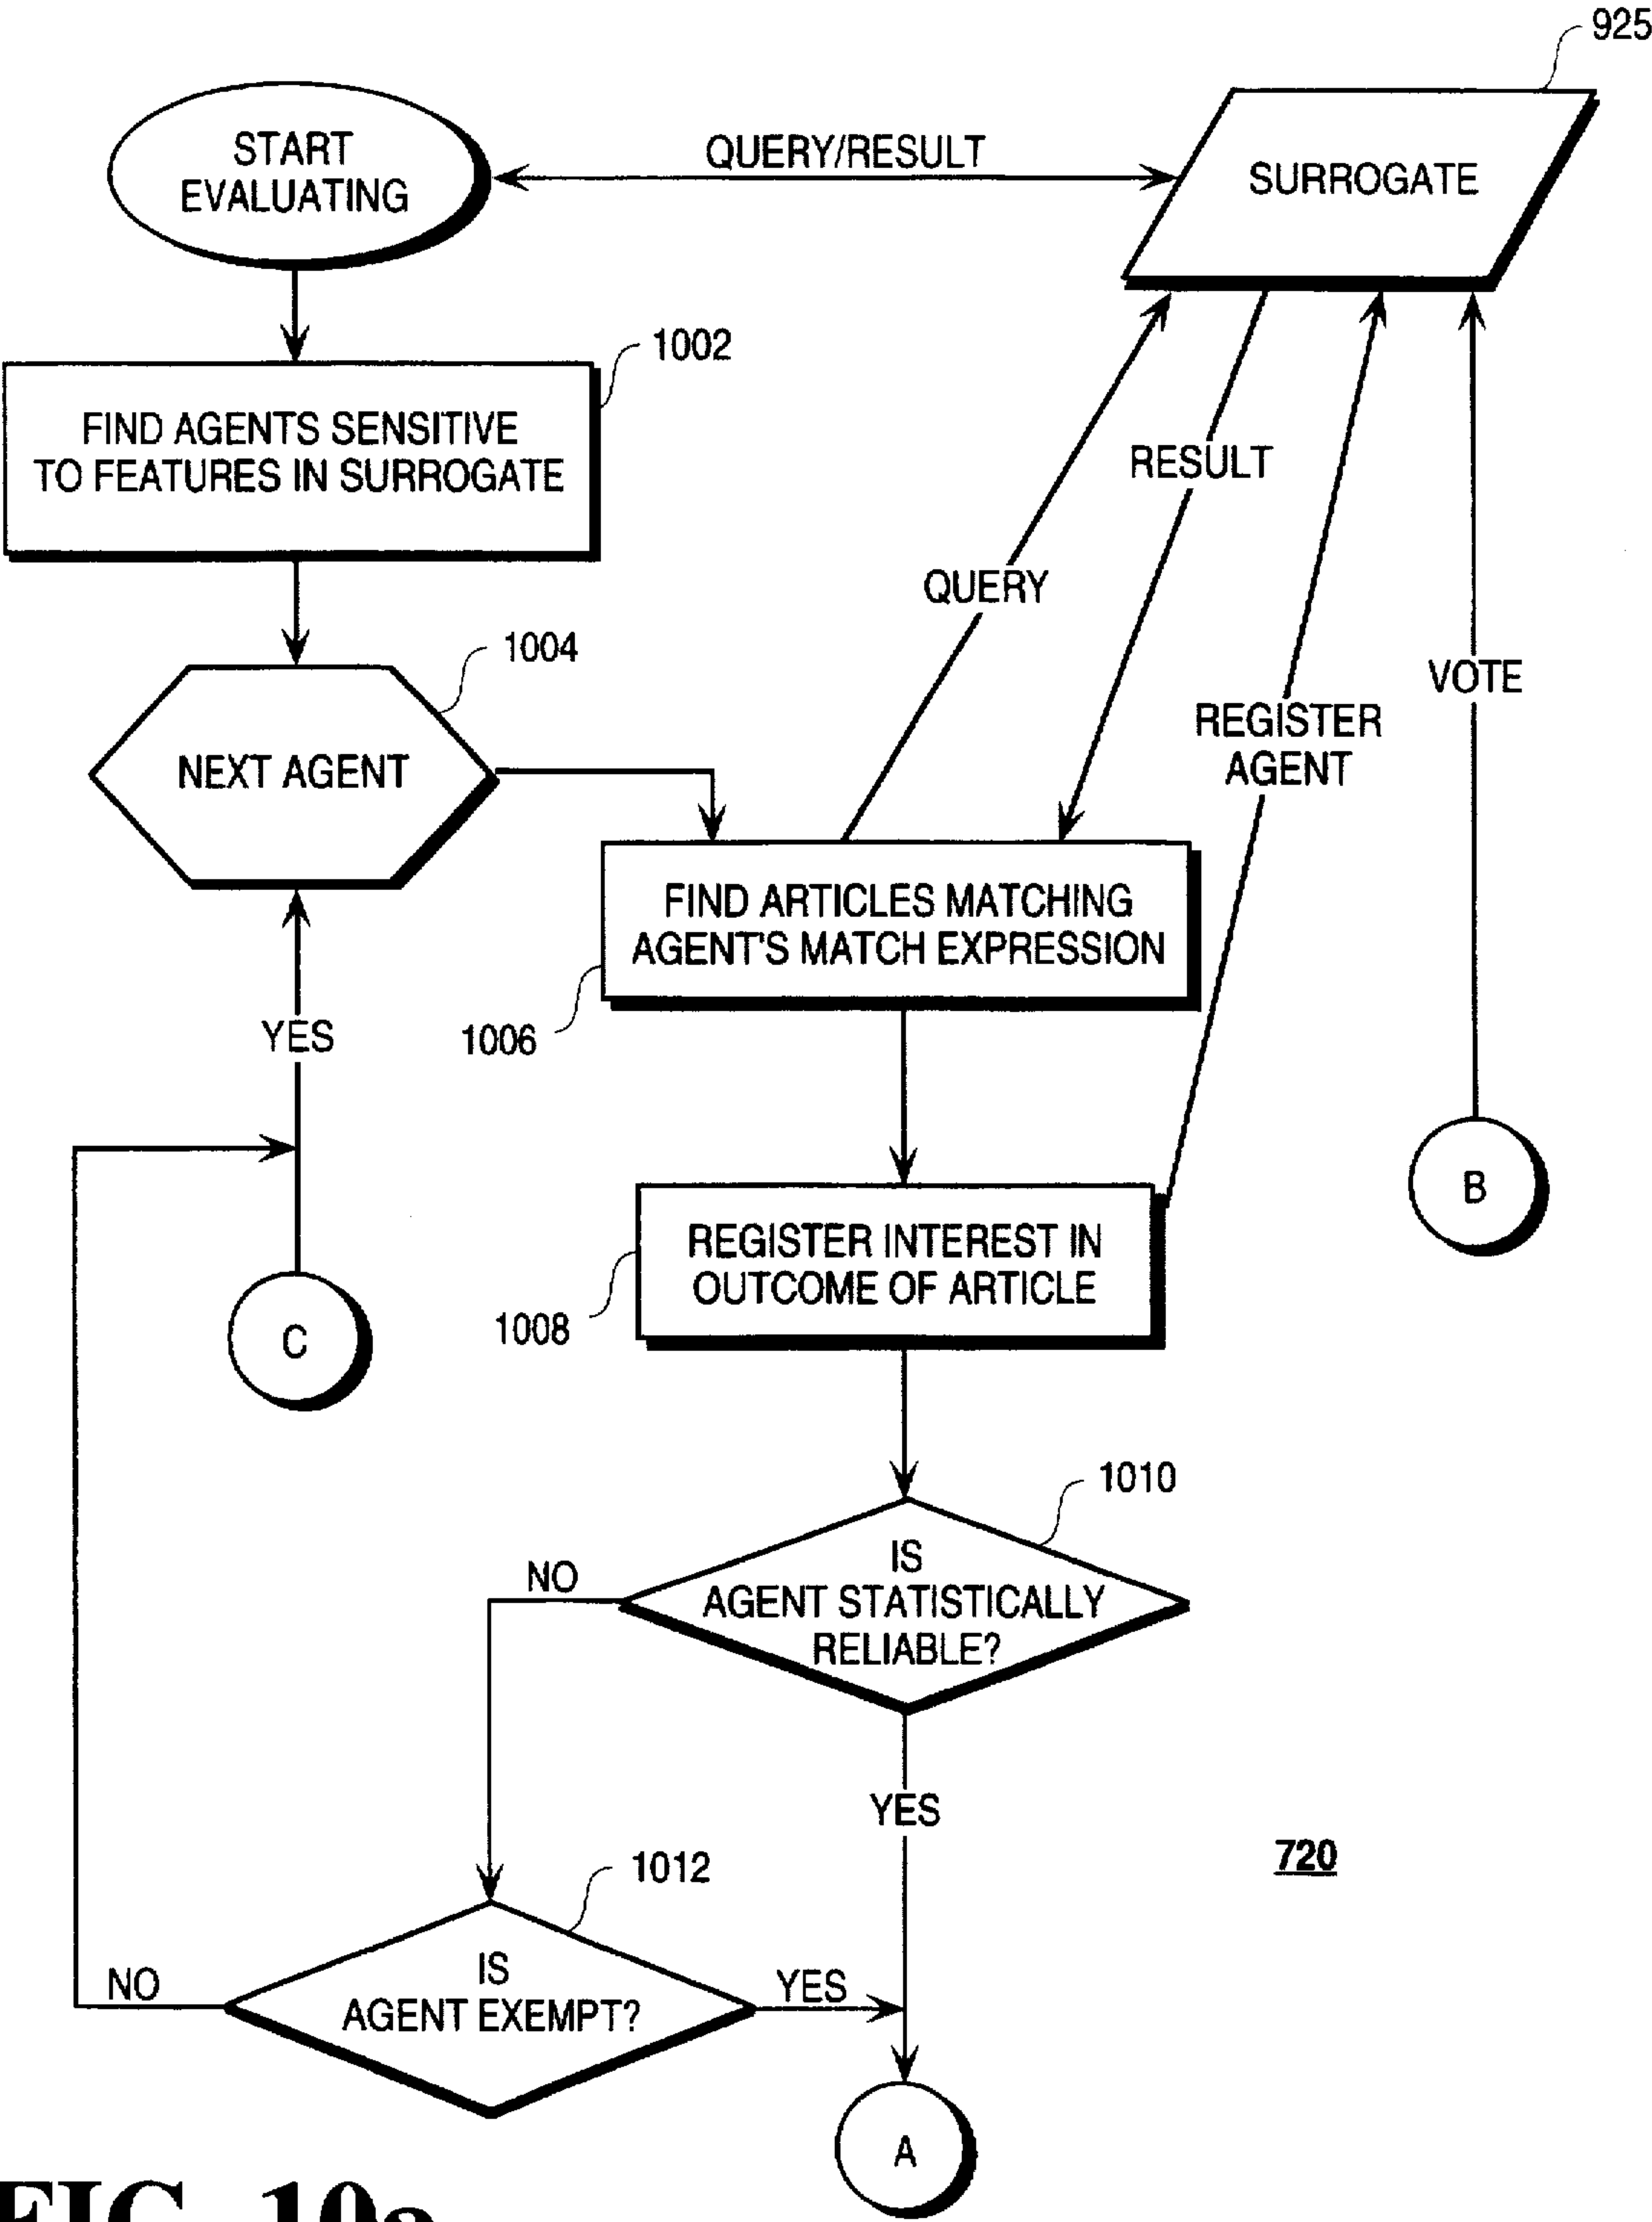 925
START
EVALUATING
QUERY/RESULT
SURROGATE
1002
FIND AGENTS SENSITIVE
TO FEATURES IN SURROGATE
RESULT
QUERY
1004
NEXT AGENT
VOTE
REGISTER
AGENT
FIND ARTICLES MATCHING
AGENT'S MATCH EXPRESSION
YES
1006
B
REGISTER INTEREST IN
OUTCOME OF ARTICLE
1008
C
1010
IS
AGENT STATISTICALLY
RELIABLE?
NO
YES
720
1012
IS
AGENT EXEMPT?
NO
YES
A
FIG. 10a